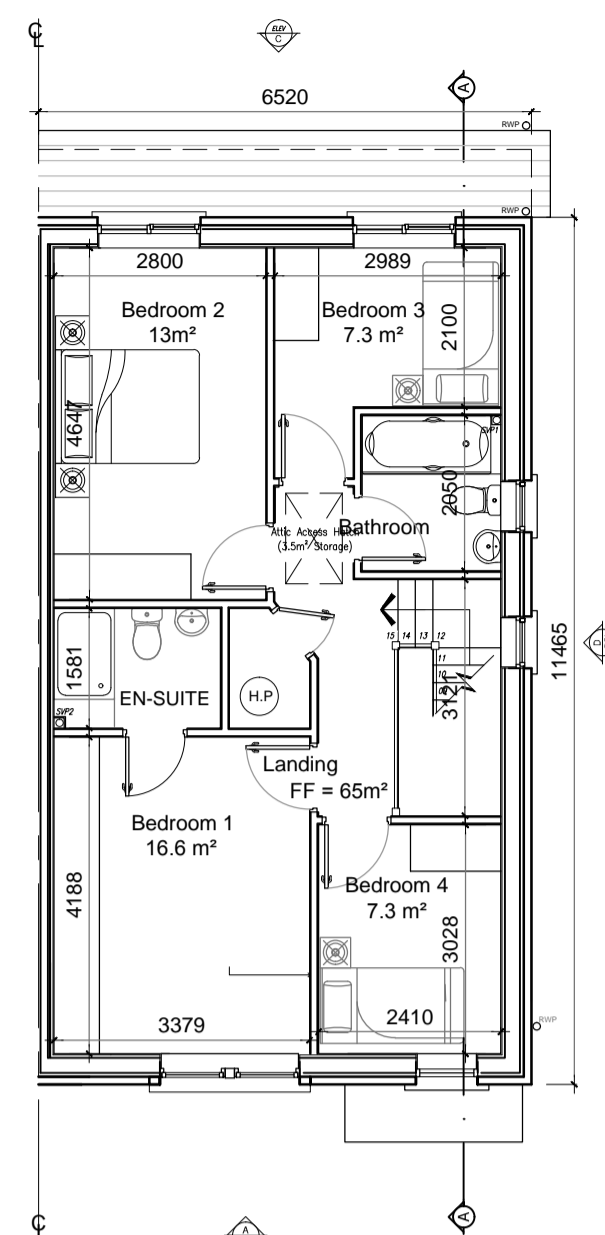 ℄
ELEV
C
A
6520
RWP
RWP
2800
2989
Bedroom 2
13m²
Bedroom 3
7.3 m²
2100
4647
SVP1
2050
Bathroom
Attic Access Hatch
(3.5m² Storage)
15 14 13 12
11
10
09
3121
11465
D
1581
EN-SUITE
H.P
SVP2
Landing
FF = 65m²
Bedroom 1
16.6 m²
4188
Bedroom 4
7.3 m²
3028
3379
2410
RWP
C
A
A